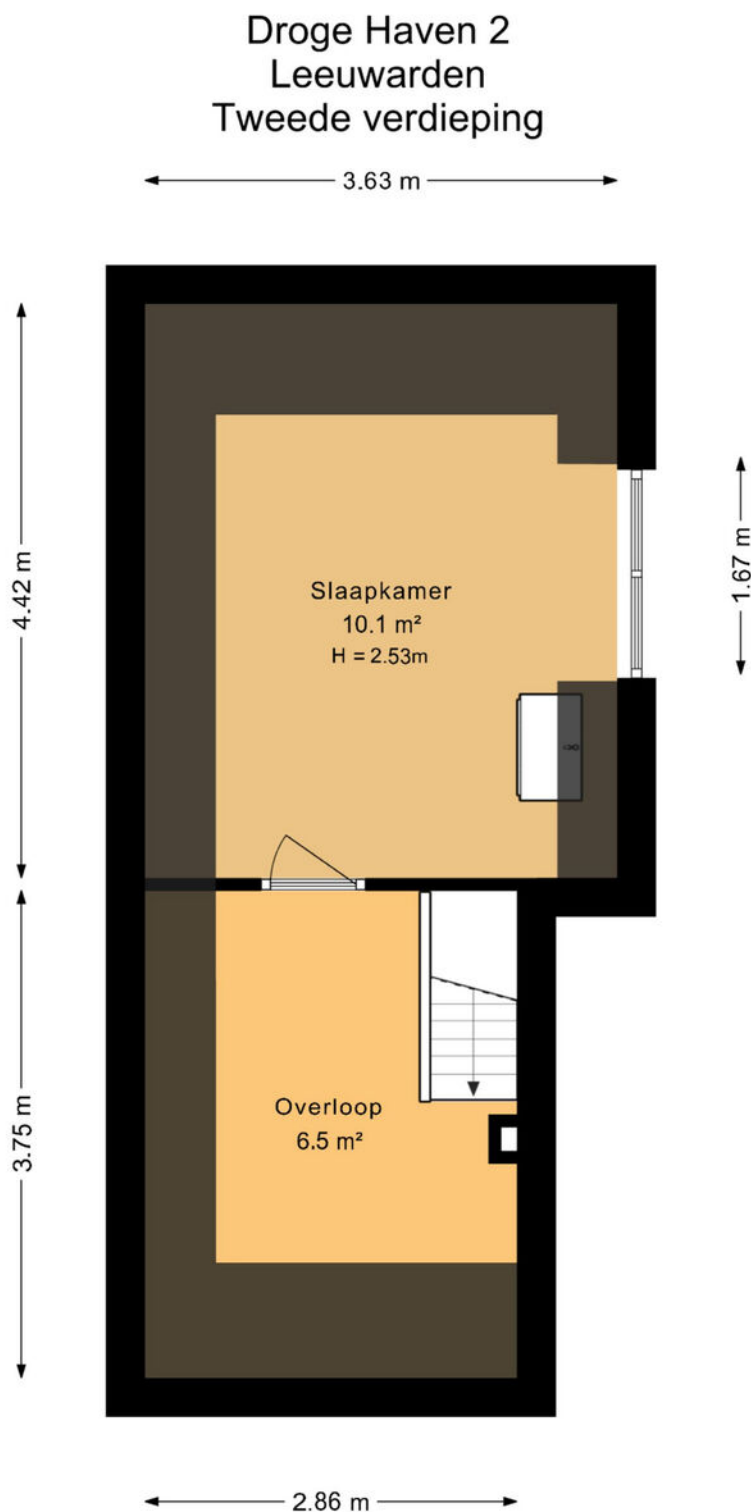 Droge Haven 2
Leeuwarden
Tweede verdieping
3.63 m
4.42 m
1.67 m
Slaapkamer
10.1 m²
H = 2.53m
3.75 m
Overloop
6.5 m²
2.86 m